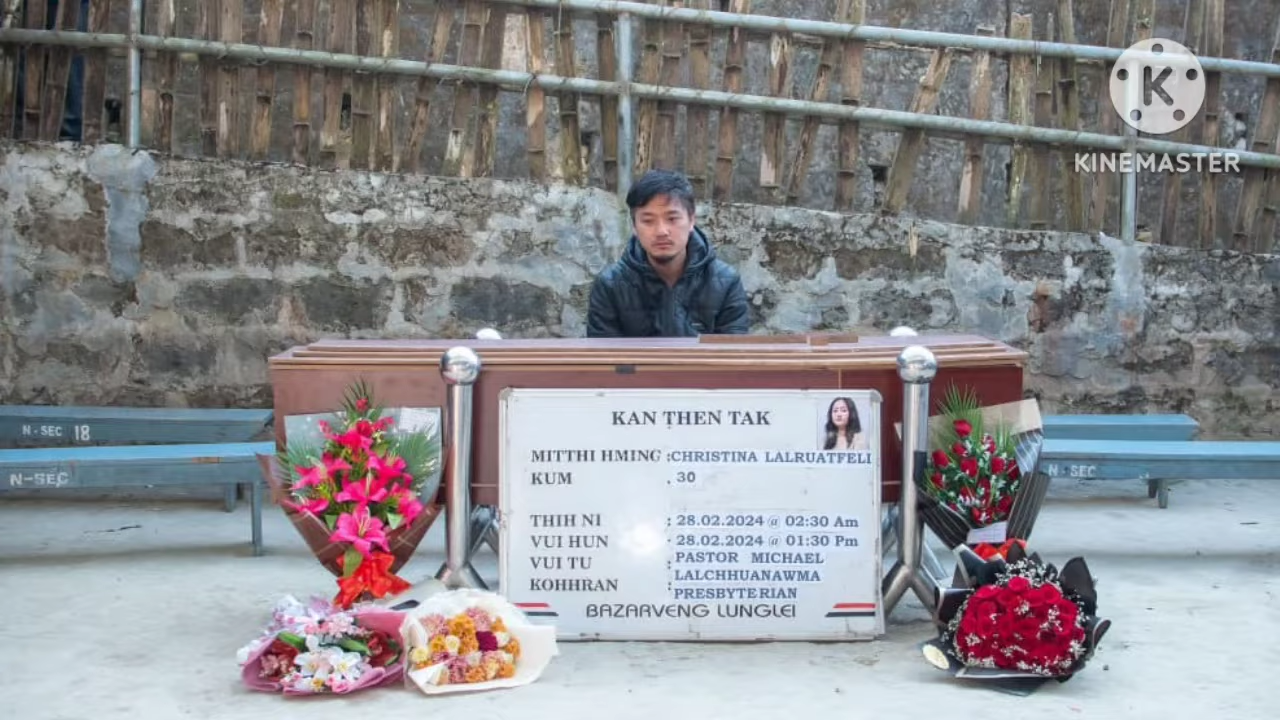 K
KINEMASTER
N-SEC 18
N-SEC
N-SEC
KAN ṬHEN TAK
MITTHI HMING :CHRISTINA LALRUATFELI
KUM . 30
THIH NI : 28.02.2024 @ 02:30 Am
VUI HUN : 28.02.2024 @ 01:30 Pm
VUI TU : PASTOR MICHAEL
LALCHHUANAWMA
KOHHRAN : PRESBYTERIAN
BAZARVENG LUNGLEI